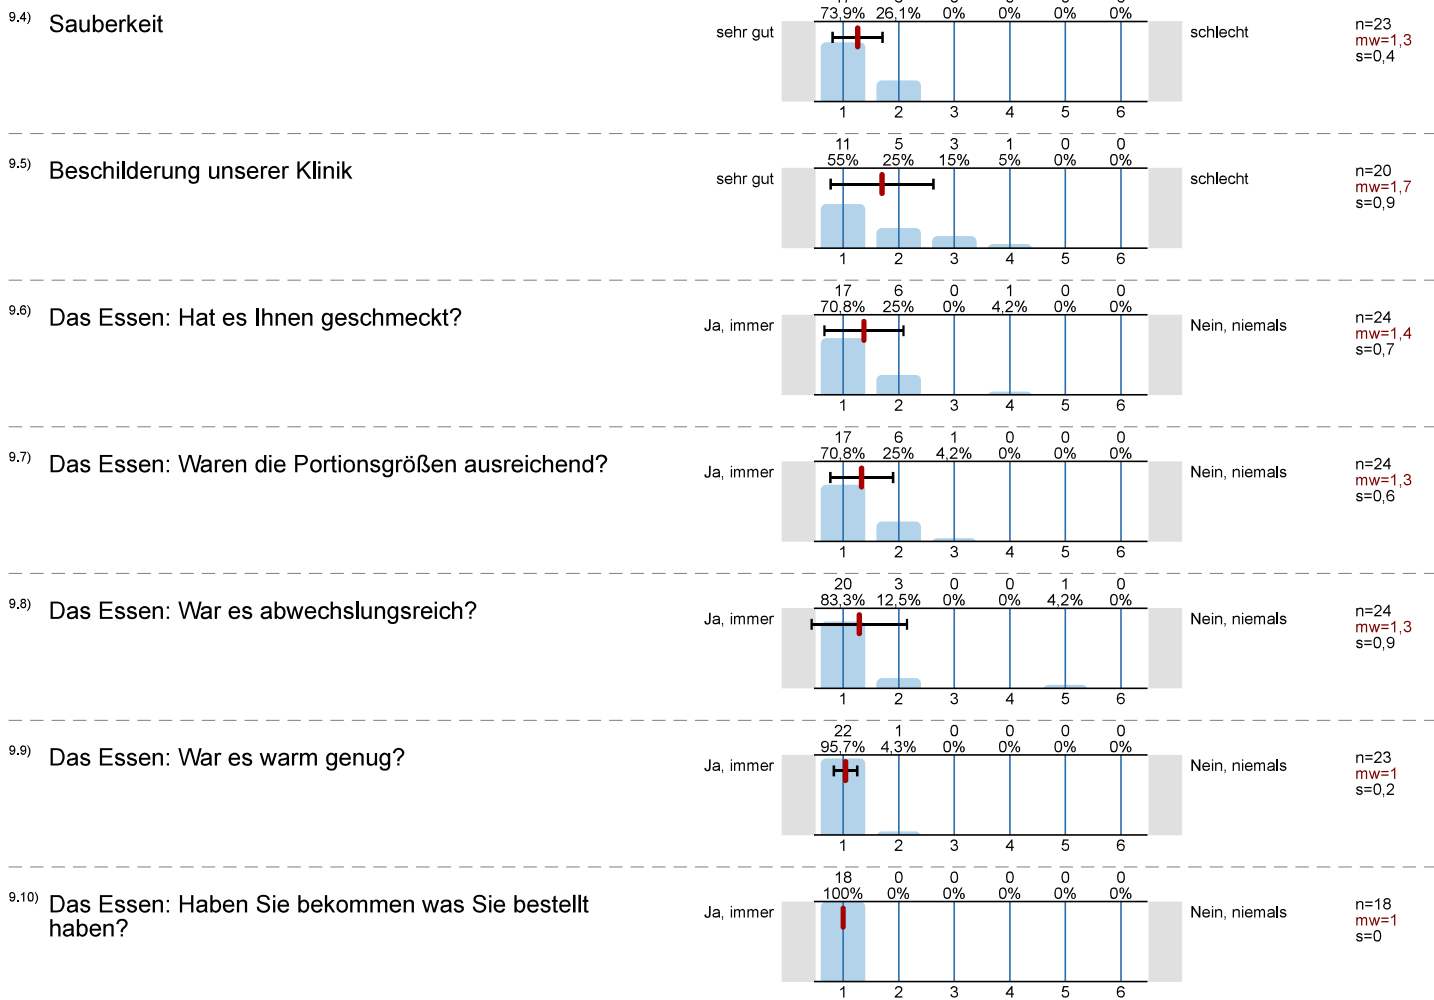 73,9% 26,1% 0% 0% 0% 0%
9.4) Sauberkeit
sehr gut
schlecht
n=23
mw=1,3
s=0,4
1 2 3 4 5 6
11 5 3 1 0 0
55% 25% 15% 5% 0% 0%
9.5) Beschilderung unserer Klinik
sehr gut
schlecht
n=20
mw=1,7
s=0,9
1 2 3 4 5 6
17 6 0 1 0 0
70,8% 25% 0% 4,2% 0% 0%
9.6) Das Essen: Hat es Ihnen geschmeckt?
Ja, immer
Nein, niemals
n=24
mw=1,4
s=0,7
1 2 3 4 5 6
17 6 1 0 0 0
70,8% 25% 4,2% 0% 0% 0%
9.7) Das Essen: Waren die Portionsgrößen ausreichend?
Ja, immer
Nein, niemals
n=24
mw=1,3
s=0,6
1 2 3 4 5 6
20 3 0 0 1 0
83,3% 12,5% 0% 0% 4,2% 0%
9.8) Das Essen: War es abwechslungsreich?
Ja, immer
Nein, niemals
n=24
mw=1,3
s=0,9
1 2 3 4 5 6
22 1 0 0 0 0
95,7% 4,3% 0% 0% 0% 0%
9.9) Das Essen: War es warm genug?
Ja, immer
Nein, niemals
n=23
mw=1
s=0,2
1 2 3 4 5 6
18 0 0 0 0 0
100% 0% 0% 0% 0% 0%
9.10) Das Essen: Haben Sie bekommen was Sie bestellt
haben?
Ja, immer
Nein, niemals
n=18
mw=1
s=0
1 2 3 4 5 6